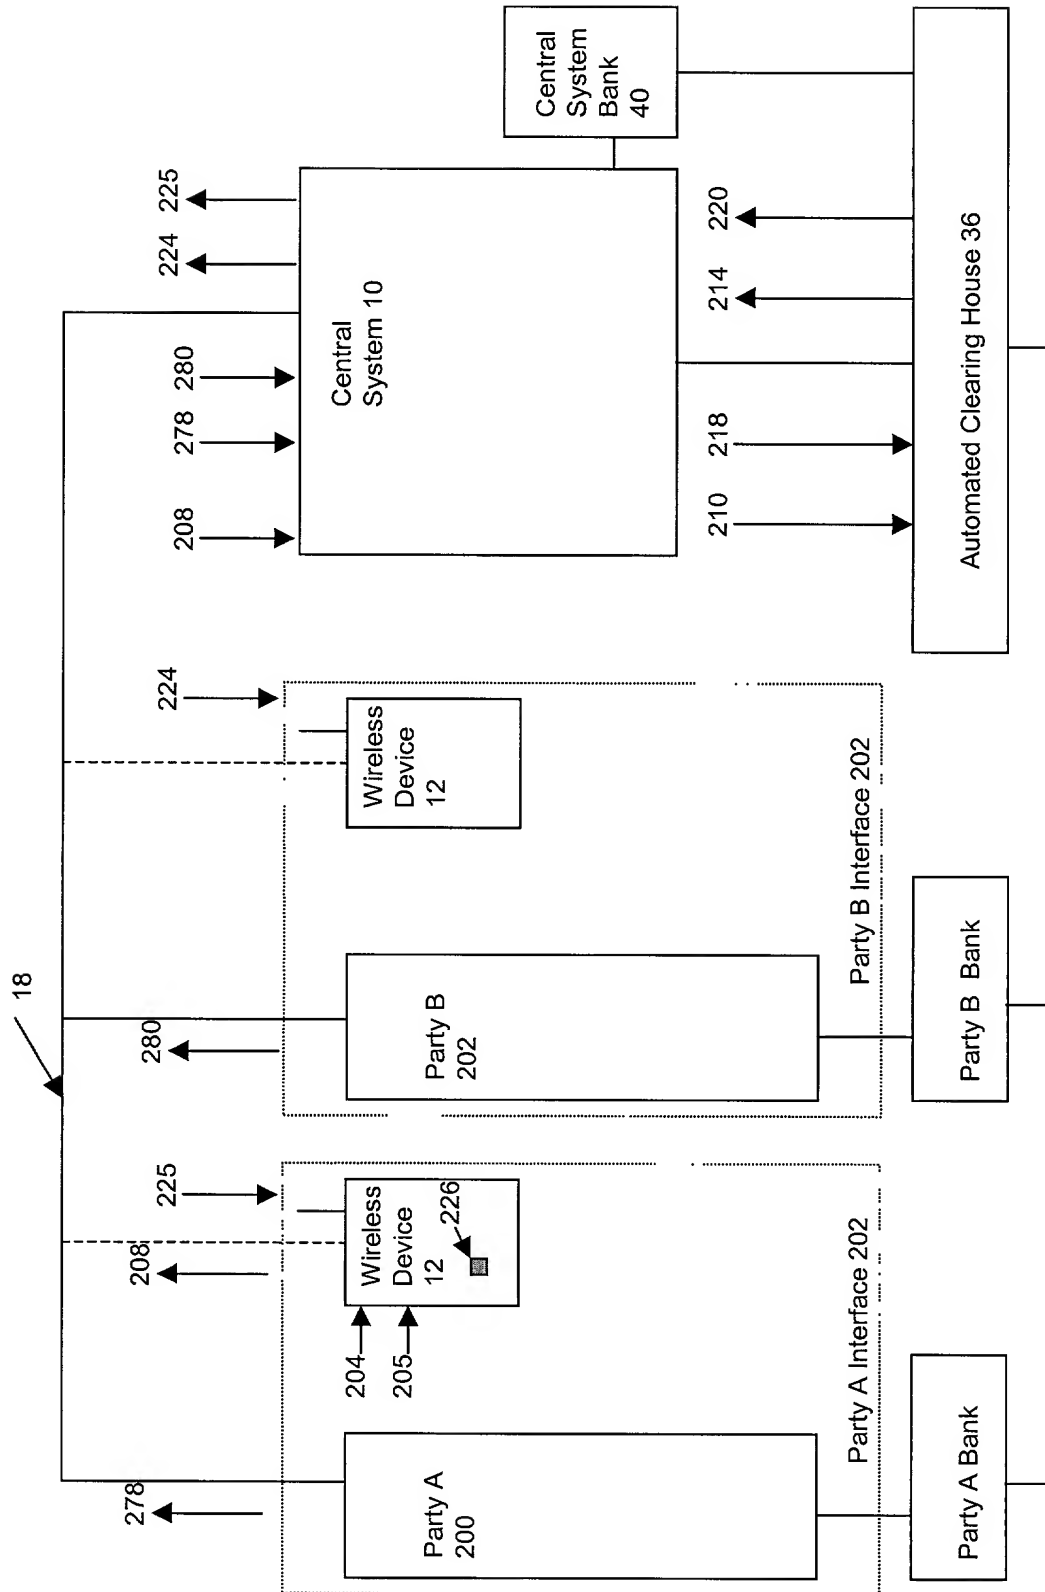 18
278
208
225
280
224
208
278
280
224
225
Party A
200
204
205
Wireless
Device
12
226
Party A Interface 202
Party A Bank
Party B
202
Wireless
Device
12
Party B Interface 202
Party B Bank
Central
System 10
Central
System
Bank
40
210
218
214
220
Automated Clearing House 36